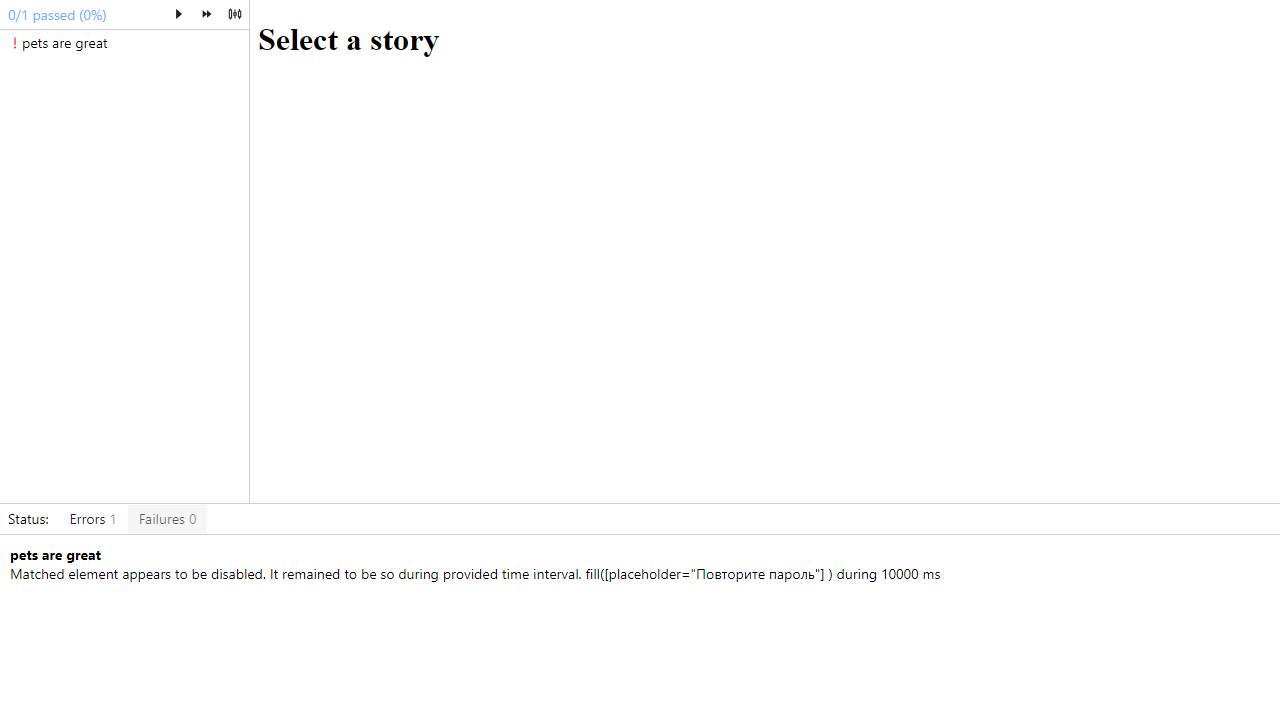 0/1 passed (0%)
! pets are great
Select a story
Status: Errors 1 Failures 0
pets are great
Matched element appears to be disabled. It remained to be so during provided time interval. fill([placeholder="Повторите пароль"] ) during 10000 ms